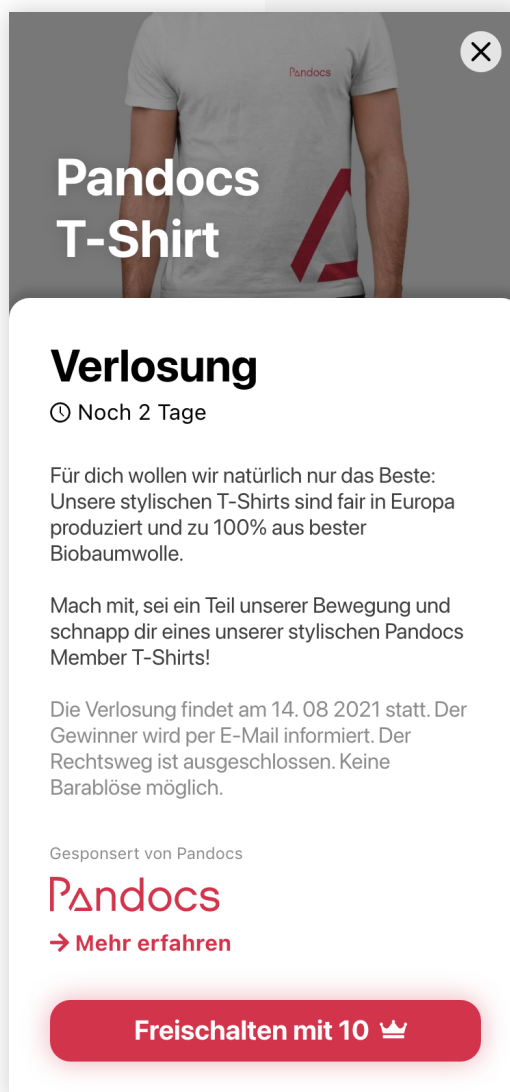 Pandocs
Pandocs
T-Shirt
Verlosung
Noch 2 Tage
Für dich wollen wir natürlich nur das Beste:
Unsere stylischen T-Shirts sind fair in Europa
produziert und zu 100% aus bester
Biobaumwolle.
Mach mit, sei ein Teil unserer Bewegung und
schnapp dir eines unserer stylischen Pandocs
Member T-Shirts!
Die Verlosung findet am 14. 08 2021 statt. Der
Gewinner wird per E-Mail informiert. Der
Rechtsweg ist ausgeschlossen. Keine
Barablöse möglich.
Gesponsert von Pandocs
Pandocs
→ Mehr erfahren
Freischalten mit 10